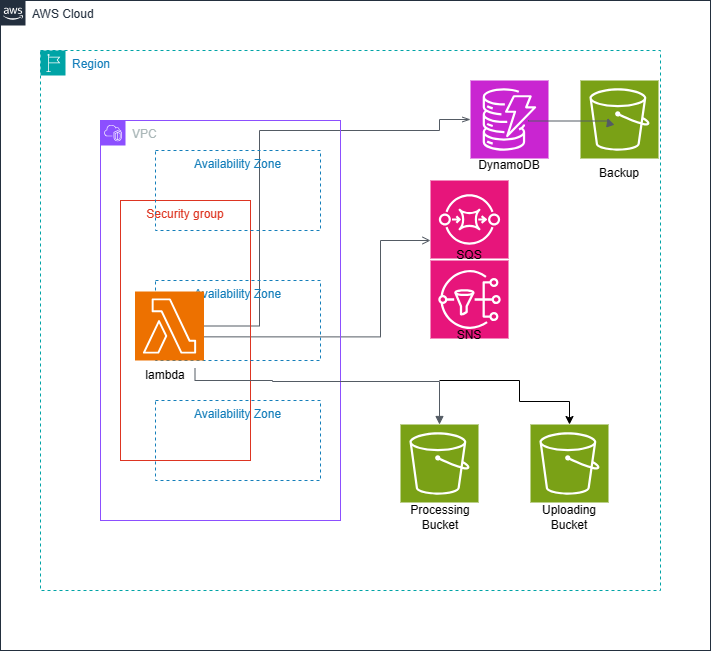 aws
AWS Cloud
Region
VPC
Availability Zone
Security group
Availability Zone
lambda
Availability Zone
DynamoDB
Backup
SQS
SNS
Processing
Bucket
Uploading
Bucket